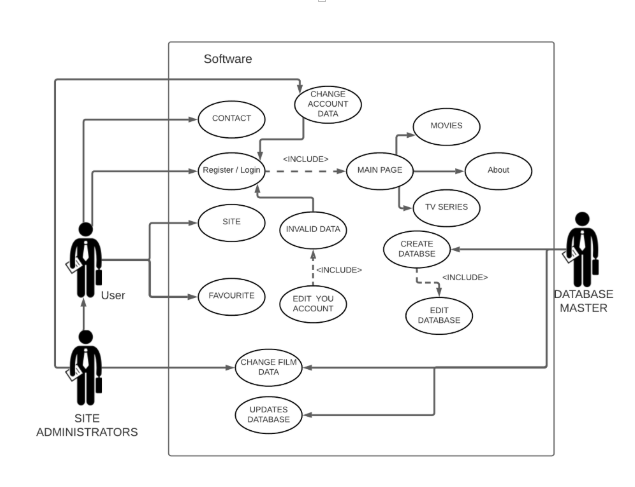 Software
CHANGE
ACCOUNT
DATA
CONTACT
MOVIES
<INCLUDE>
Register / Login
MAIN PAGE
About
TV SERIES
SITE
INVALID DATA
CREATE
DATABSE
<INCLUDE>
<INCLUDE>
User
FAVOURITE
EDIT YOU
ACCOUNT
EDIT
DATABASE
DATABASE
MASTER
CHANGE FILM
DATA
UPDATES
DATABASE
SITE
ADMINISTRATORS